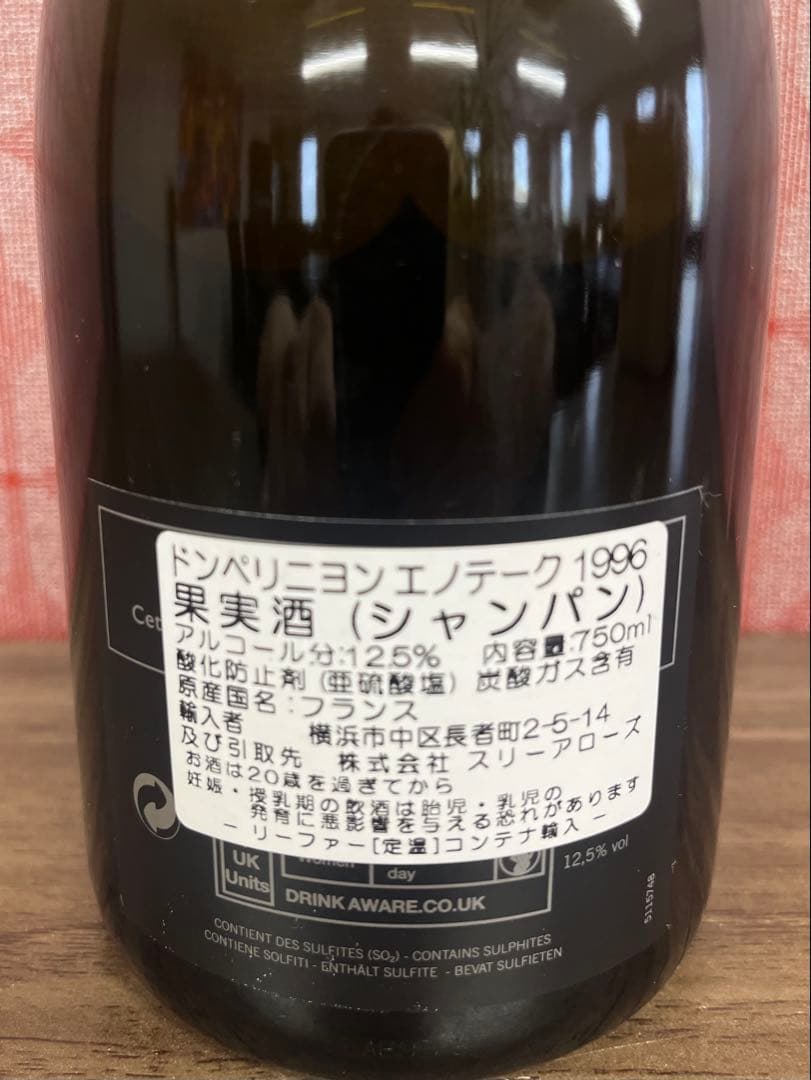 ドンペリニヨンエノテーク1996
果実酒（シャンパン）
アルコール分:12.5% 内容量:750ml
酸化防止剤（亜硫酸塩）炭酸ガス含有
原産国名：フランス
輸入者 横浜市中区長者町2-5-14
及び引取先 株式会社 スリーアローズ
お酒は20歳を過ぎてから
妊娠・授乳期の飲酒は胎児・乳児の
発育に悪影響を与える恐れがあります
– リーファー[定温]コンテナ輸入 –
UK
Units
Women
day
12,5% vol
DRINKAWARE.CO.UK
5115748
CONTIENT DES SULFITES (SO₂) - CONTAINS SULPHITES
CONTIENE SOLFITI - ENTHÄLT SULFITE - BEVAT SULFIETEN